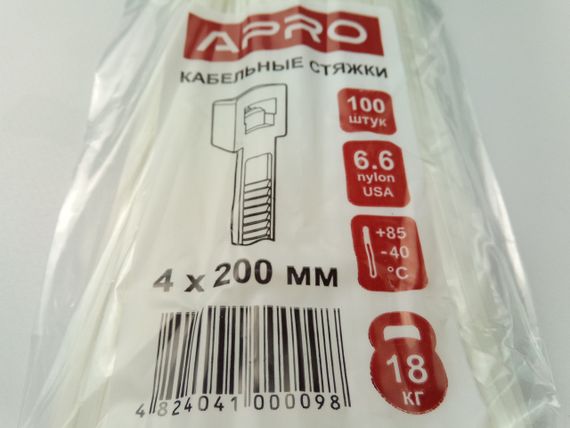 APRO
КАБЕЛЬНЫЕ СТЯЖКИ
100
штук
6.6
nylon
USA
+85
-40
°C
4 x 200 мм
18
кг
4 824041 000098